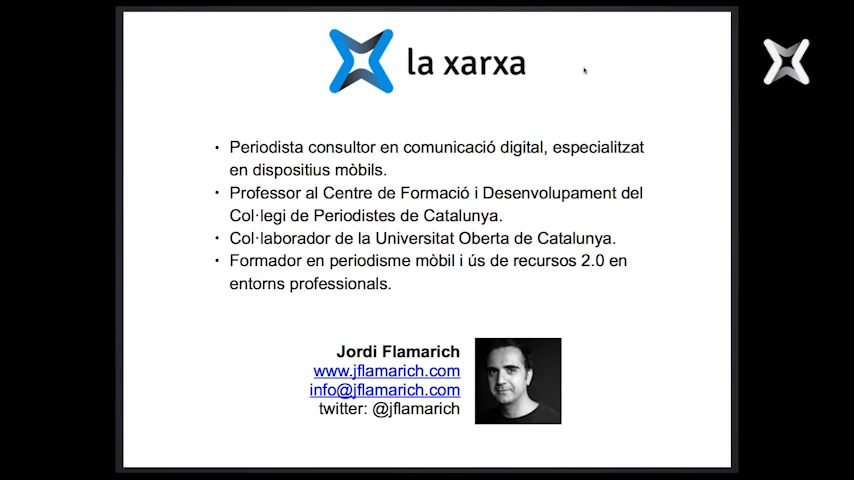 la xarxa
• Periodista consultor en comunicació digital, especialitzat
en dispositius mòbils.
• Professor al Centre de Formació i Desenvolupament del
Col·legi de Periodistes de Catalunya.
• Col·laborador de la Universitat Oberta de Catalunya.
• Formador en periodisme mòbil i ús de recursos 2.0 en
entorns professionals.
Jordi Flamarich
www.jflamarich.com
info@jflamarich.com
twitter: @jflamarich